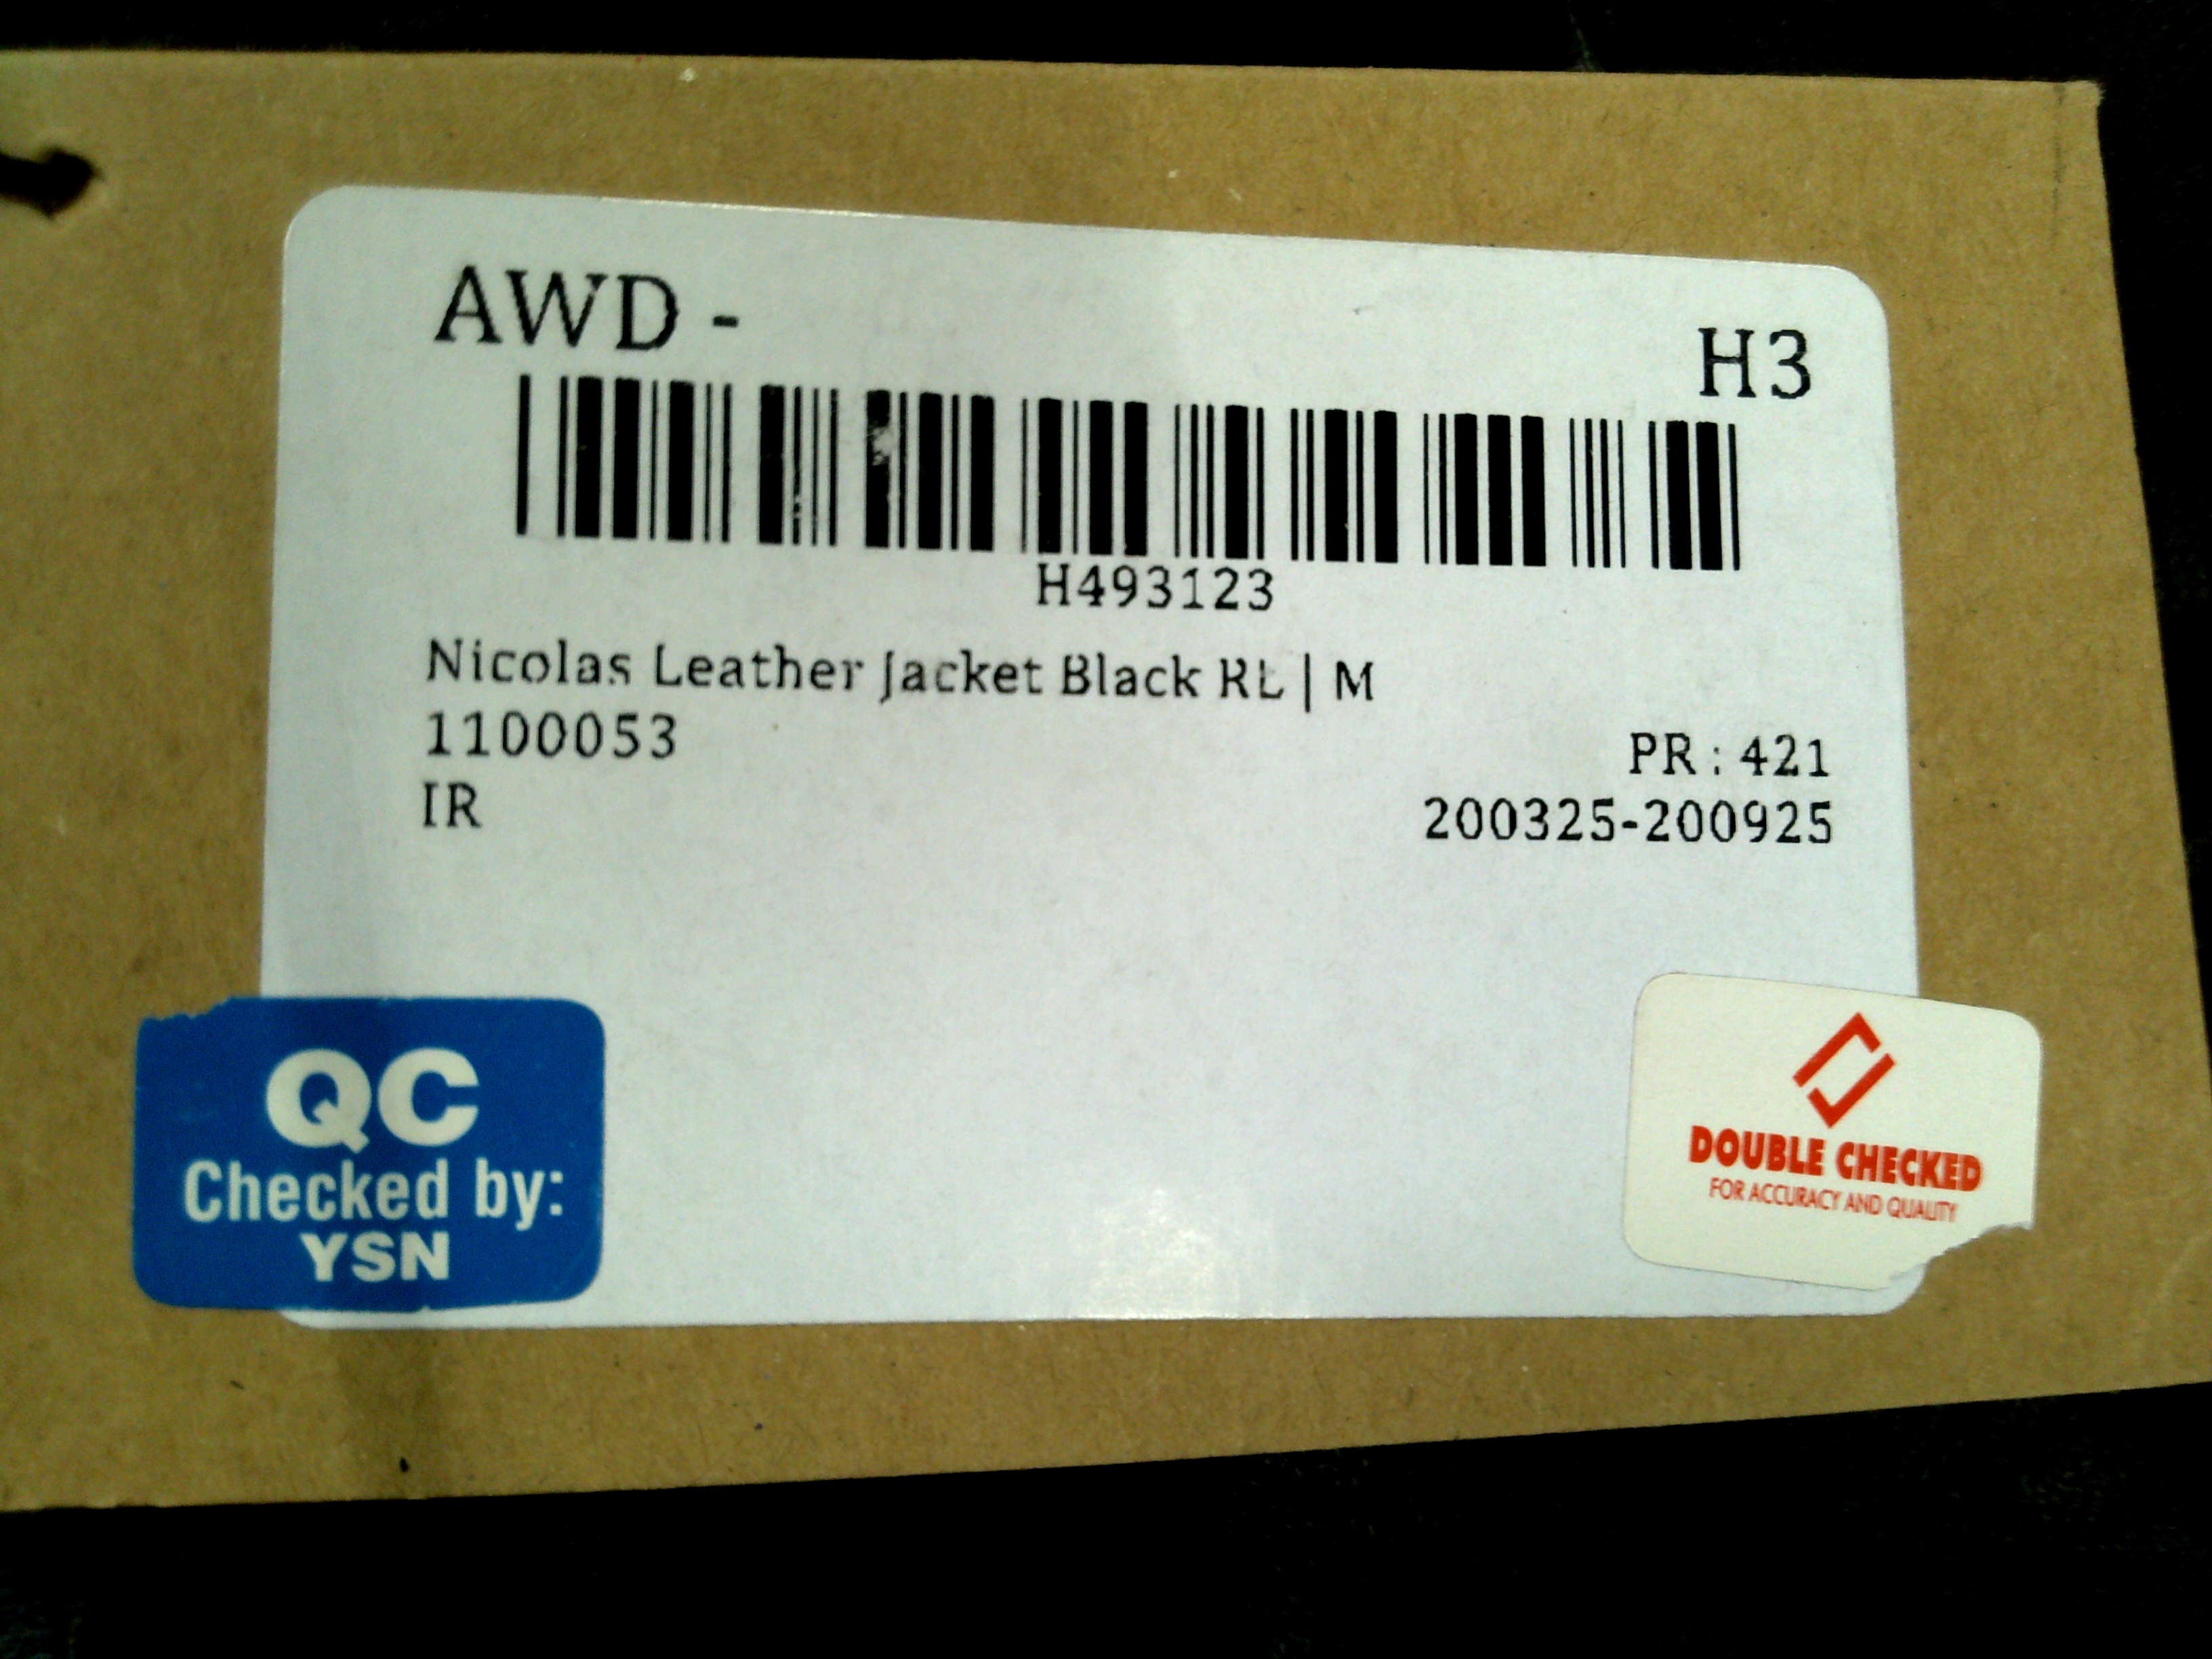 AWD -
H3
H493123
Nicolas Leather Jacket Black RL | M
1100053
PR : 421
IR
200325-200925
QC
Checked by:
YSN
DOUBLE CHECKED
FOR ACCURACY AND QUALITY